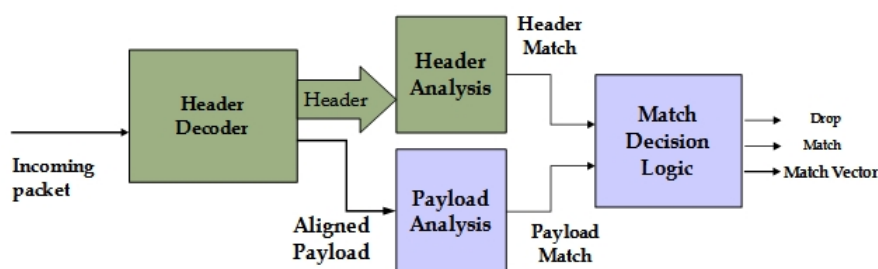 Incoming
packet
Header
Decoder
Header
Aligned
Payload
Header
Analysis
Payload
Analysis
Header
Match
Payload
Match
Match
Decision
Logic
Drop
Match
Match Vector